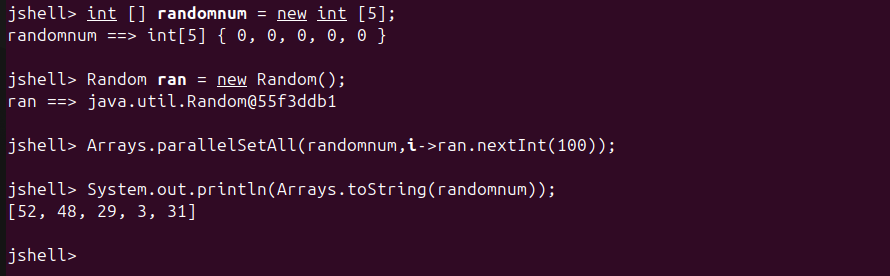 jshell> int [] randomnum = new int [5];
randomnum ==> int[5] { 0, 0, 0, 0, 0 }
jshell> Random ran = new Random();
ran ==> java.util.Random@55f3ddb1
jshell> Arrays.parallelSetAll(randomnum,i->ran.nextInt(100));
jshell> System.out.println(Arrays.toString(randomnum));
[52, 48, 29, 3, 31]
jshell>